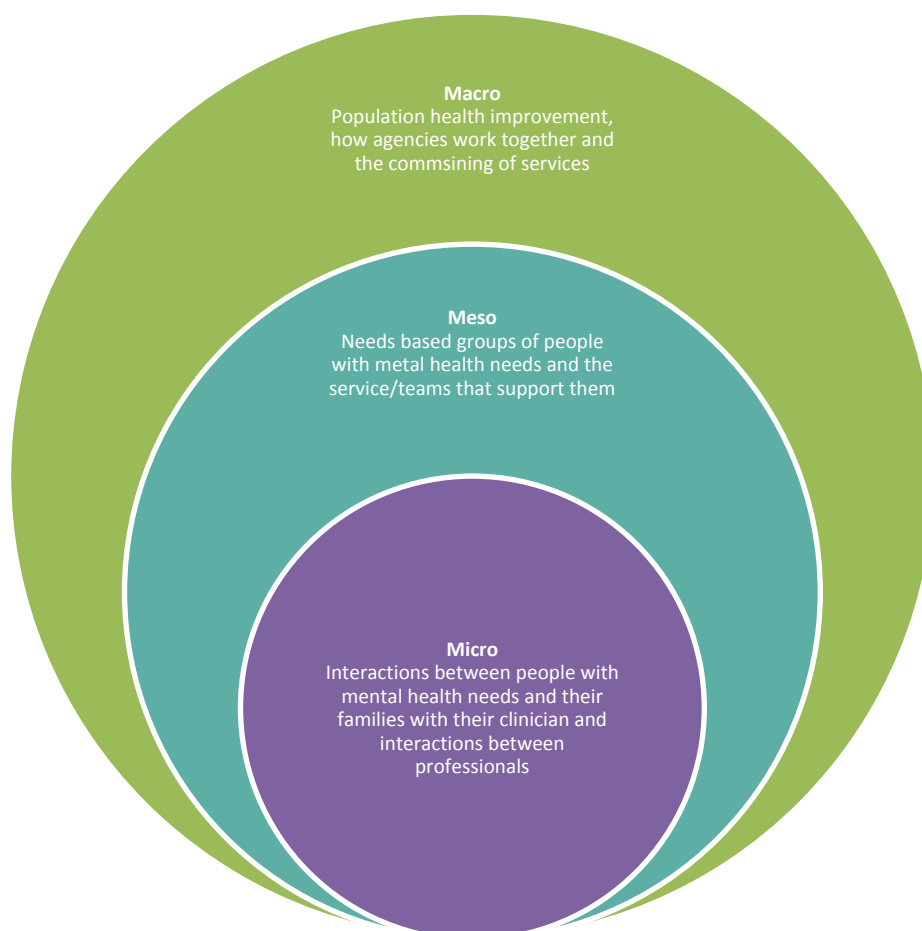 Macro
Population health improvement,
how agencies work together and
the commsining of services
Meso
Needs based groups of people
with metal health needs and the
service/teams that support them
Micro
Interactions between people with
mental health needs and their
families with their clinician and
interactions between
professionals